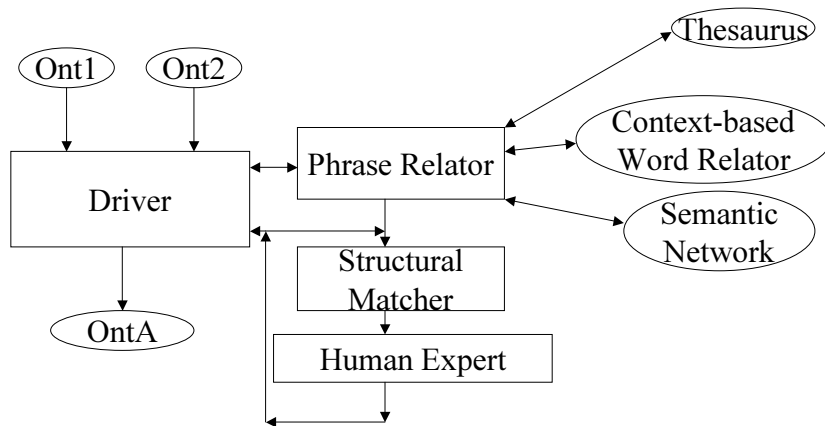 Thesaurus
Ont1
Ont2
Context-based
Word Relator
Phrase Relator
Driver
Semantic
Network
Structural
Matcher
OntA
Human Expert